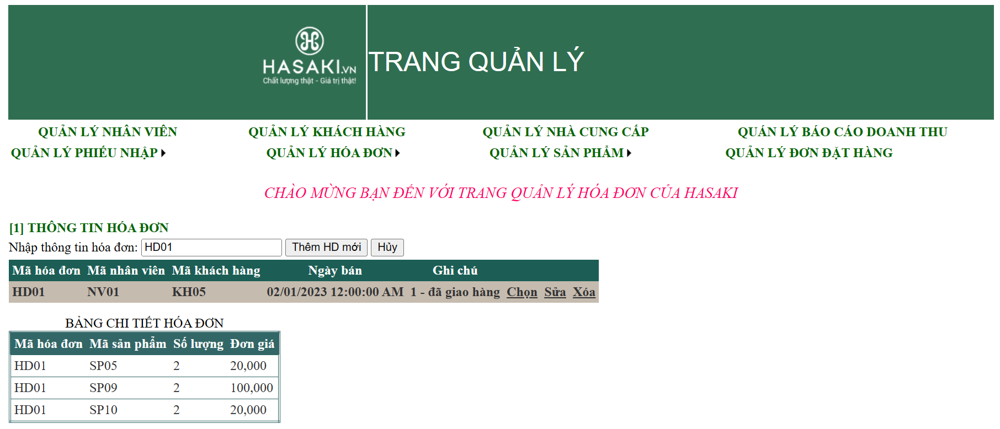 HASAKI.VN
Chất lượng thật - Giá trị thật!
TRANG QUẢN LÝ
QUẢN LÝ NHÂN VIÊN QUẢN LÝ KHÁCH HÀNG QUẢN LÝ NHÀ CUNG CẤP QUẢN LÝ BÁO CÁO DOANH THU
QUẢN LÝ PHIẾU NHẬP QUẢN LÝ HÓA ĐƠN QUẢN LÝ SẢN PHẨM QUẢN LÝ ĐƠN ĐẶT HÀNG
CHÀO MỪNG BẠN ĐẾN VỚI TRANG QUẢN LÝ HÓA ĐƠN CỦA HASAKI
[1] THÔNG TIN HÓA ĐƠN
Nhập thông tin hóa đơn: HD01 Thêm HD mới Hủy
Mã hóa đơn Mã nhân viên Mã khách hàng Ngày bán Ghi chú
HD01 NV01 KH05 02/01/2023 12:00:00 AM 1 - đã giao hàng Chọn Sửa Xóa
BẢNG CHI TIẾT HÓA ĐƠN
Mã hóa đơn Mã sản phẩm Số lượng Đơn giá
HD01 SP05 2 20,000
HD01 SP09 2 100,000
HD01 SP10 2 20,000